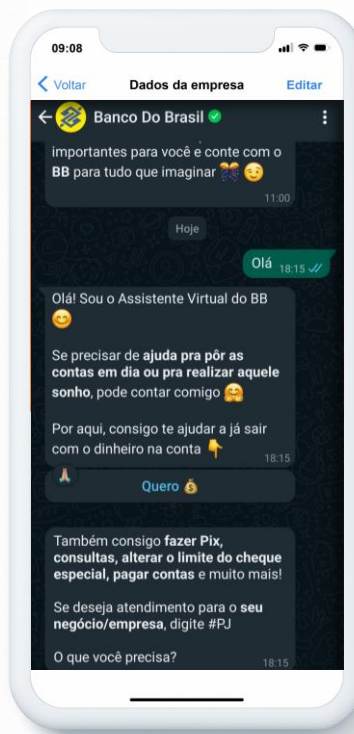 09:08
Voltar Dados da empresa Editar
Banco Do Brasil
importantes para você e conte com o
BB para tudo que imaginar 🎊 😉
11:00
Hoje
Olá 18:15
Olá! Sou o Assistente Virtual do BB
😊
Se precisar de ajuda pra pôr as
contas em dia ou pra realizar aquele
sonho, pode contar comigo 🤗
Por aqui, consigo te ajudar a já sair
com o dinheiro na conta 👇
18:15
Quero 💰
Também consigo fazer Pix,
consultas, alterar o limite do cheque
especial, pagar contas e muito mais!
Se deseja atendimento para o seu
negócio/empresa, digite #PJ
O que você precisa?
18:15